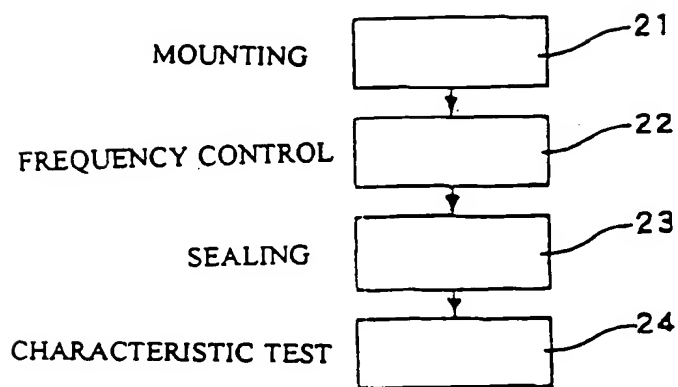 21
MOUNTING
22
FREQUENCY CONTROL
23
SEALING
24
CHARACTERISTIC TEST